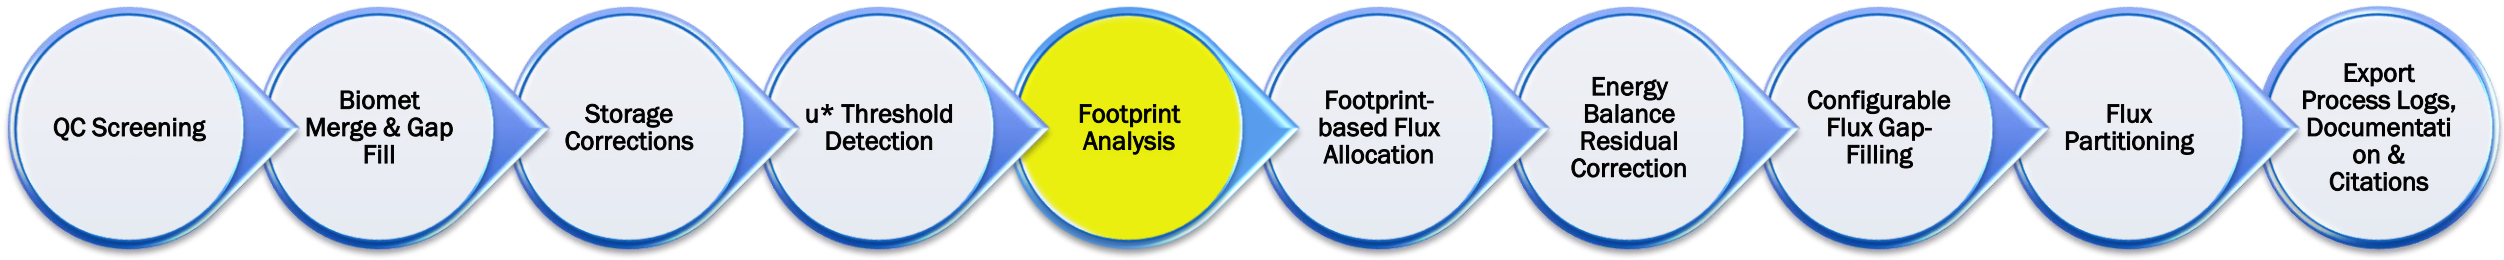 QC Screening
Biomet
Merge & Gap
Fill
Storage
Corrections
u* Threshold
Detection
Footprint
Analysis
Footprint-
based Flux
Allocation
Energy
Balance
Residual
Correction
Configurable
Flux Gap-
Filling
Flux
Partitioning
Export
Process Logs,
Documentati
on &
Citations